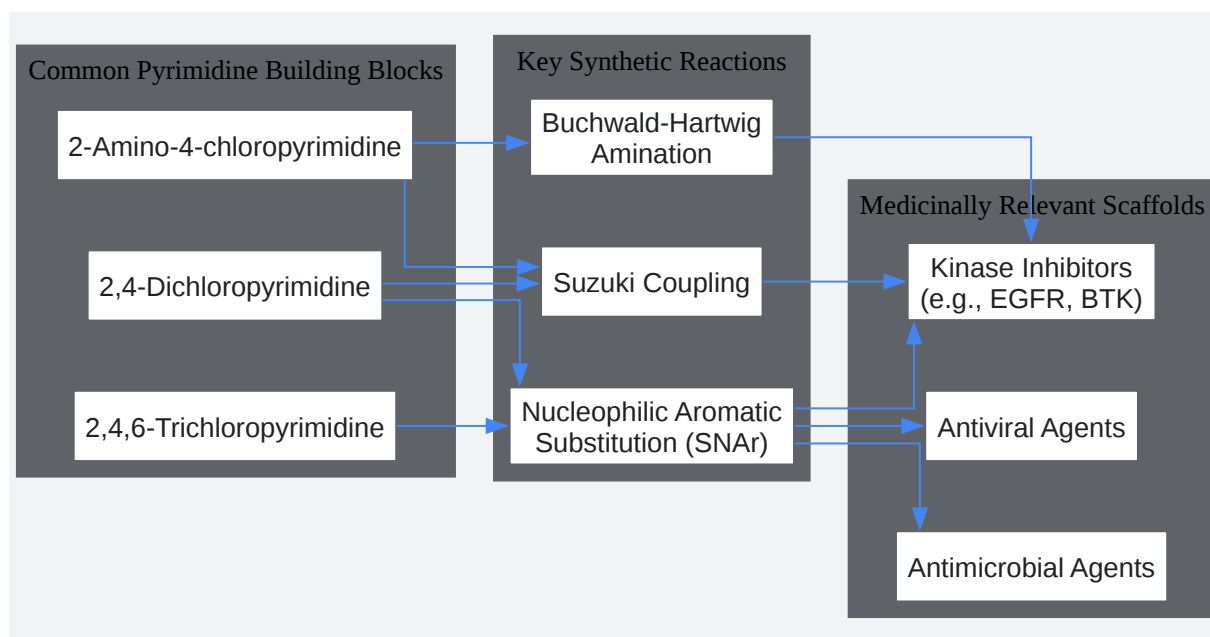 Common Pyrimidine Building Blocks
2-Amino-4-chloropyrimidine
2,4-Dichloropyrimidine
2,4,6-Trichloropyrimidine
Key Synthetic Reactions
Buchwald-Hartwig
Amination
Suzuki Coupling
Nucleophilic Aromatic
Substitution (SNAr)
Medicinally Relevant Scaffolds
Kinase Inhibitors
(e.g., EGFR, BTK)
Antiviral Agents
Antimicrobial Agents